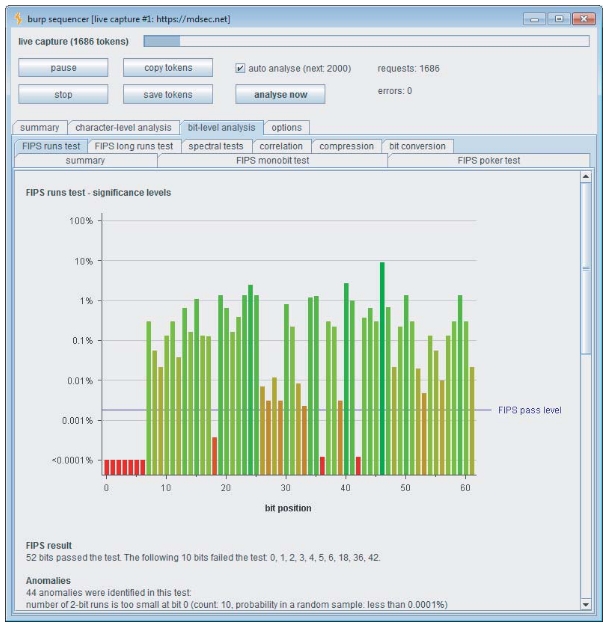 burp sequencer [live capture #1: https://mdsec.net]
live capture (1686 tokens)
pause
copy tokens
auto analyse (next: 2000)
requests: 1686
stop
save tokens
analyse now
errors: 0
summary
character-level analysis
bit-level analysis
options
FIPS runs test
FIPS long runs test
spectral tests
correlation
compression
bit conversion
summary
FIPS monobit test
FIPS poker test
FIPS runs test - significance levels
100%
10%
1%
0.1%
0.01%
0.001%
<0.0001%
FIPS pass level
0
10
20
30
40
50
60
bit position
FIPS result
52 bits passed the test. The following 10 bits failed the test: 0, 1, 2, 3, 4, 5, 6, 18, 36, 42.
Anomalies
44 anomalies were identified in this test:
number of 2-bit runs is too small at bit 0 (count: 10, probability in a random sample: less than 0.0001%)